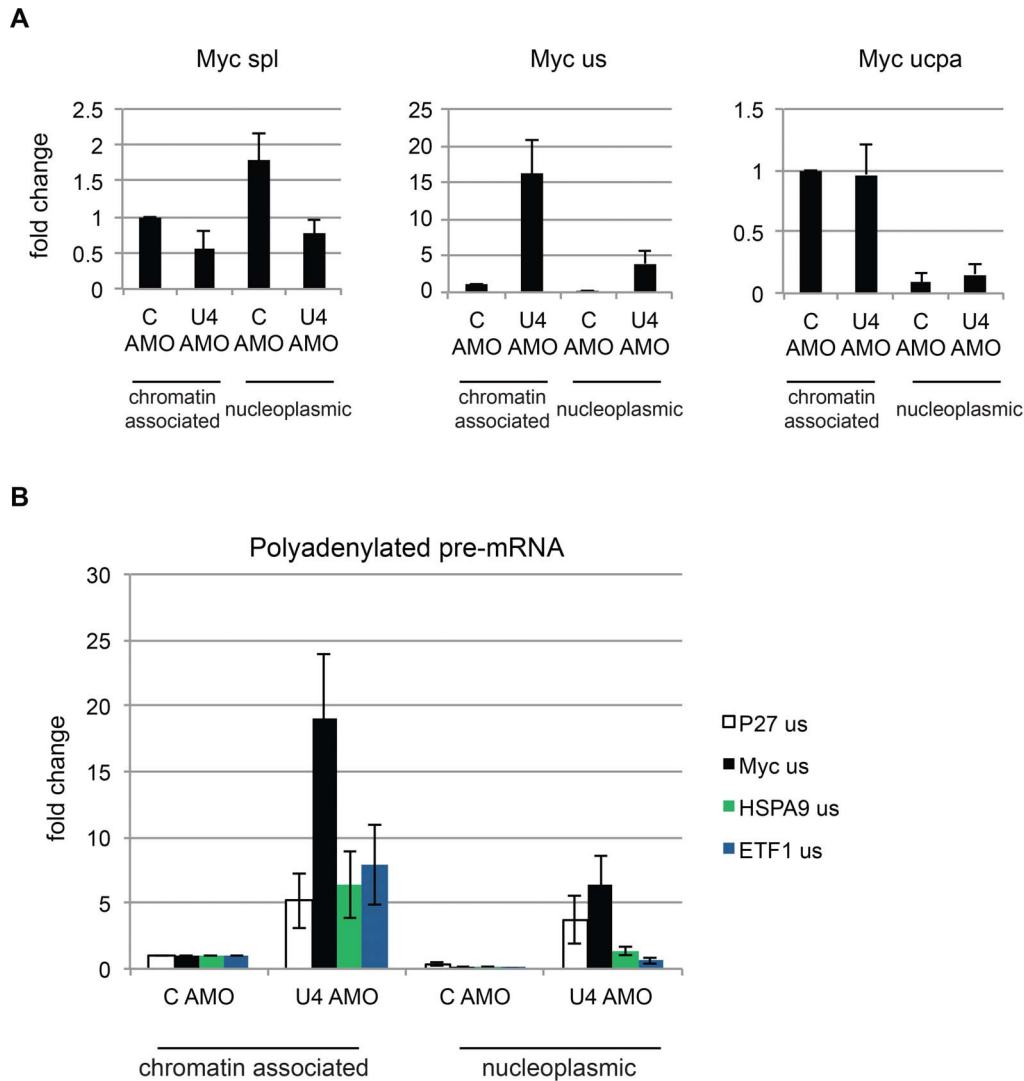 A
Myc spl
Myc us
Myc ucpa
fold change
2.5
2
1.5
1
0.5
0
C AMO
U4 AMO
C AMO
U4 AMO
chromatin associated
nucleoplasmic
25
20
15
10
5
0
C AMO
U4 AMO
C AMO
U4 AMO
chromatin associated
nucleoplasmic
1.5
1
0.5
0
C AMO
U4 AMO
C AMO
U4 AMO
chromatin associated
nucleoplasmic
B
Polyadenylated pre-mRNA
fold change
30
25
20
15
10
5
0
C AMO
U4 AMO
C AMO
U4 AMO
chromatin associated
nucleoplasmic
P27 us
Myc us
HSPA9 us
ETF1 us